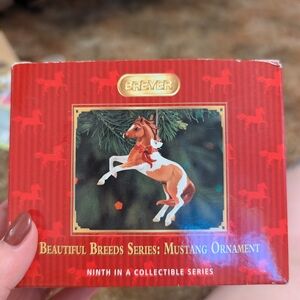 BREYER
BEAUTIFUL BREEDS SERIES: MUSTANG ORNAMENT
NINTH IN A COLLECTIBLE SERIES